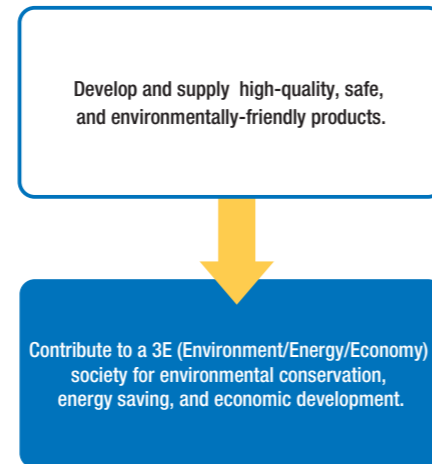 Develop and supply high-quality, safe,
and environmentally-friendly products.
Contribute to a 3E (Environment/Energy/Economy)
society for environmental conservation,
energy saving, and economic development.